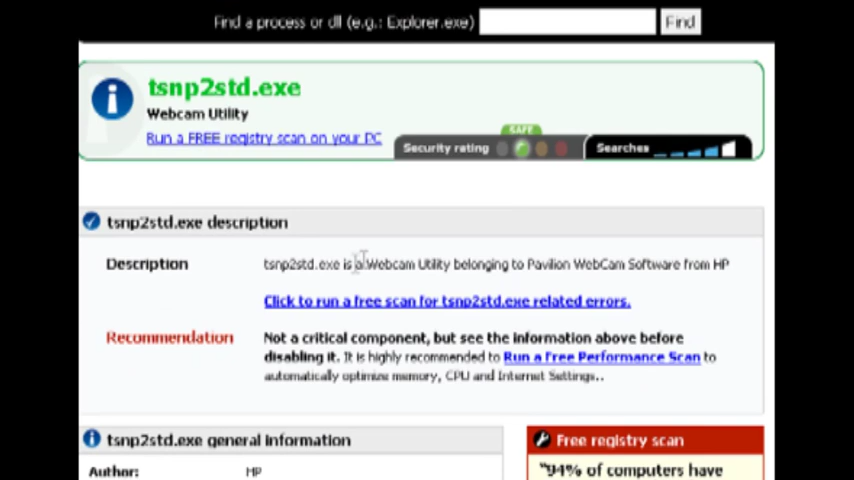 Find a process or dll (e.g.: Explorer.exe) Find
tsnp2std.exe
Webcam Utility
Run a FREE registry scan on your PC
SAFE
Security rating Searches
tsnp2std.exe description
Description tsnp2std.exe is a Webcam Utility belonging to Pavilion WebCam Software from HP
Click to run a free scan for tsnp2std.exe related errors.
Recommendation Not a critical component, but see the information above before
disabling it. It is highly recommended to Run a Free Performance Scan to
automatically optimize memory, CPU and Internet Settings..
tsnp2std.exe general information
Author: HP
Free registry scan
"94% of computers have